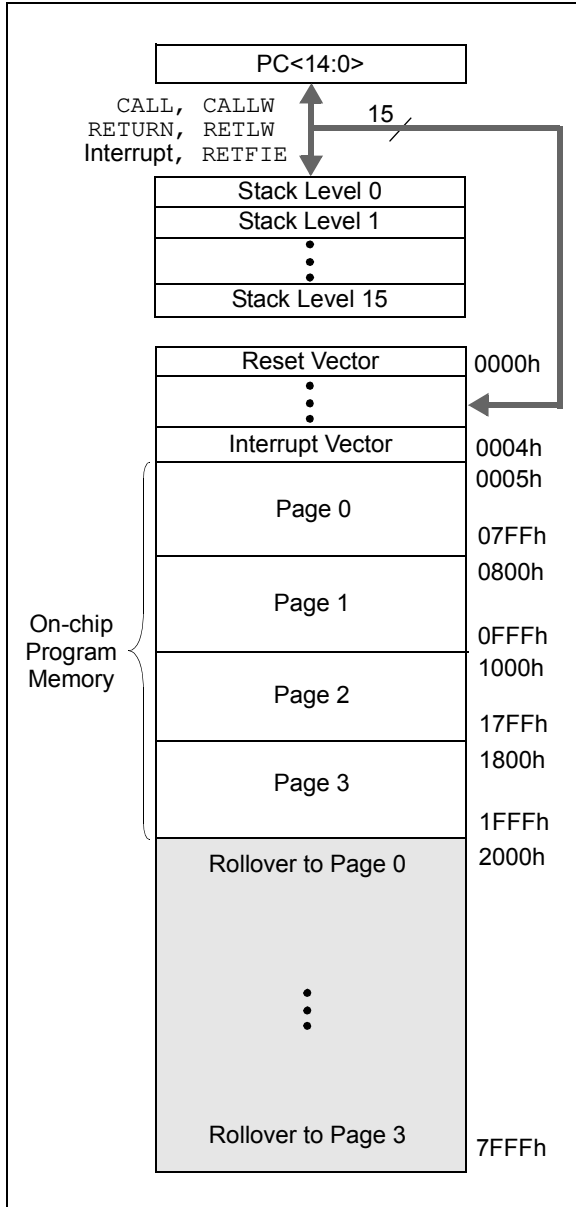 PC<14:0>
CALL, CALLW
RETURN, RETLW
Interrupt, RETFIE
15
Stack Level 0
Stack Level 1
Stack Level 15
Reset Vector
0000h
Interrupt Vector
0004h
0005h
Page 0
07FFh
0800h
Page 1
0FFFh
On-chip
Program
Memory
1000h
Page 2
17FFh
1800h
Page 3
1FFFh
Rollover to Page 0
2000h
Rollover to Page 3
7FFFh